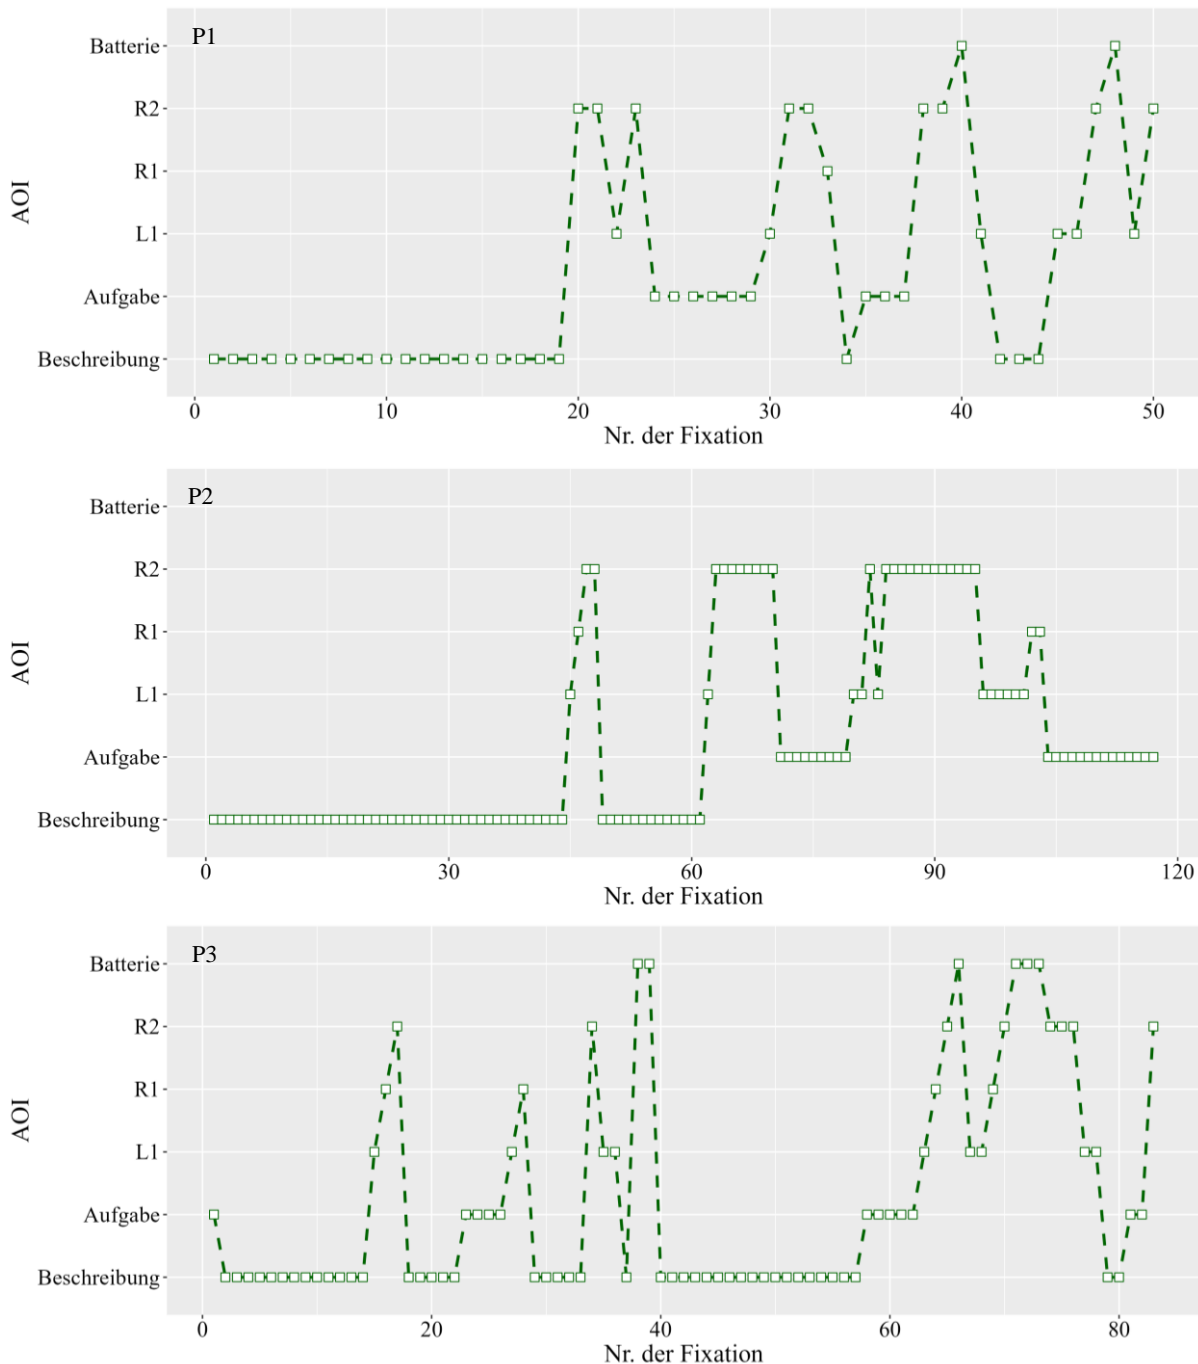 P1
Batterie
R2
R1
L1
Aufgabe
Beschreibung
AOI
0 10 20 30 40 50
Nr. der Fixation
P2
Batterie
R2
R1
L1
Aufgabe
Beschreibung
AOI
0 30 60 90 120
Nr. der Fixation
P3
Batterie
R2
R1
L1
Aufgabe
Beschreibung
AOI
0 20 40 60 80
Nr. der Fixation